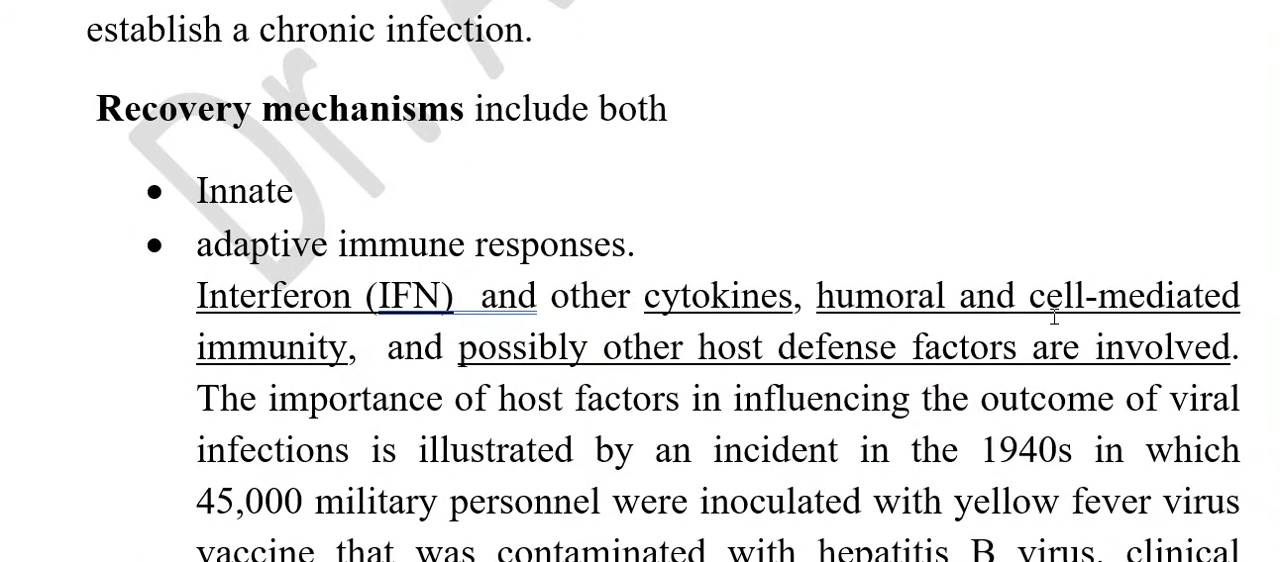 establish a chronic infection.
Recovery mechanisms include both
• Innate
• adaptive immune responses.
Interferon (IFN) and other cytokines, humoral and cell-mediated
immunity, and possibly other host defense factors are involved.
The importance of host factors in influencing the outcome of viral
infections is illustrated by an incident in the 1940s in which
45,000 military personnel were inoculated with yellow fever virus
vaccine that was contaminated with hepatitis B virus, clinical
Dr. A